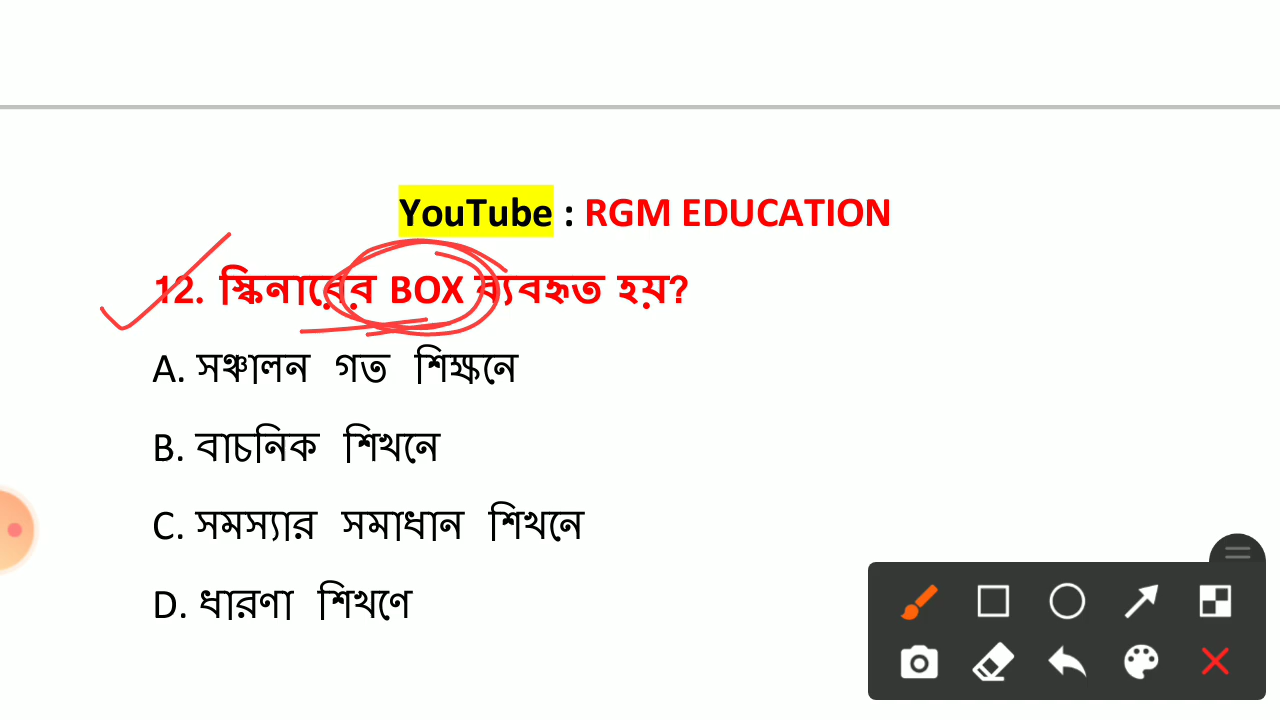 YouTube : RGM EDUCATION
12. স্কিনারের BOX ব্যবহৃত হয়?
A. সঞ্চালন গত শিক্ষনে
B. বাচনিক শিখনে
C. সমস্যার সমাধান শিখনে
D. ধারণা শিখণে